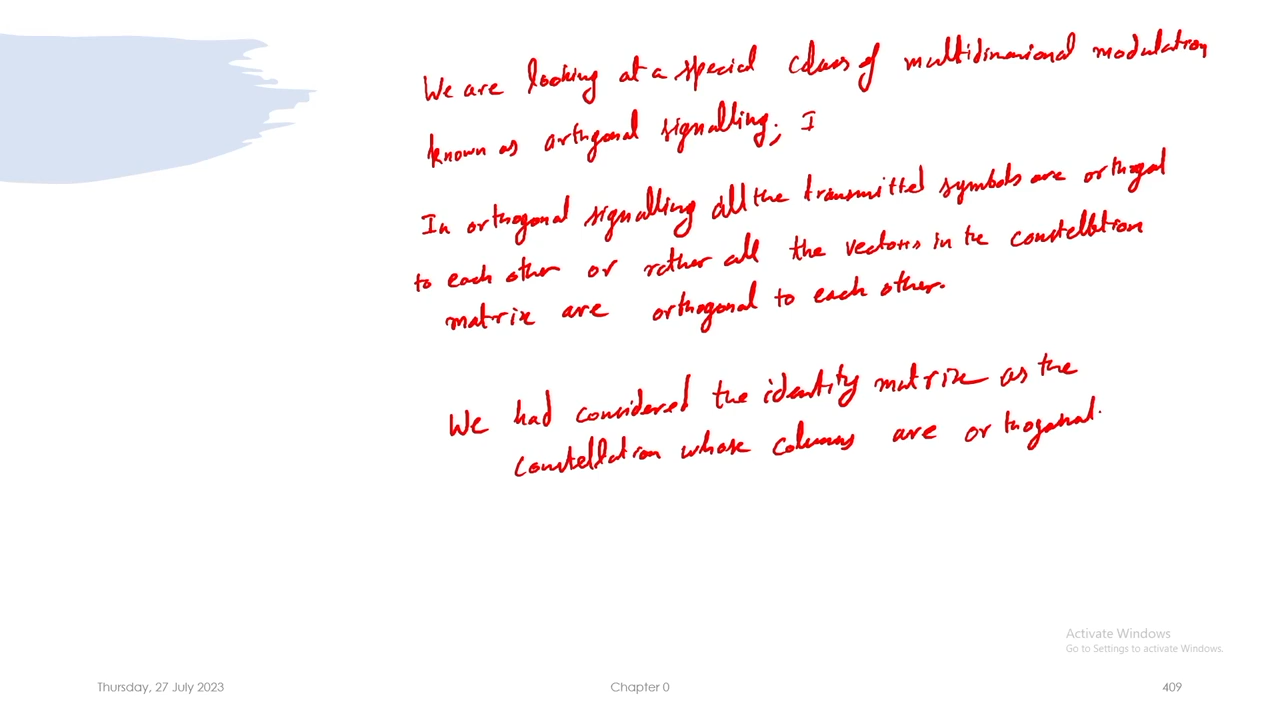 We are looking at a special class of multidimensional modulation
known as orthogonal signalling; I
In orthogonal signalling all the transmitted symbols are orthogal
to each other or rather all the vectors in the constellation
matrix are orthogonal to each other.
We had considered the identity matrix as the
constellation whose columns are orthogonal.
Activate Windows
Go to Settings to activate Windows.
Thursday, 27 July 2023
Chapter 0
409